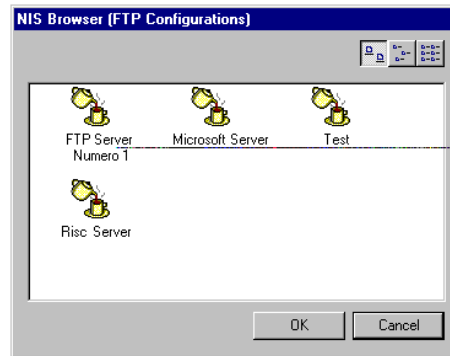 NIS Browser (FTP Configurations)
FTP Server Microsoft Server Test
Numero 1
Risc Server
OK Cancel